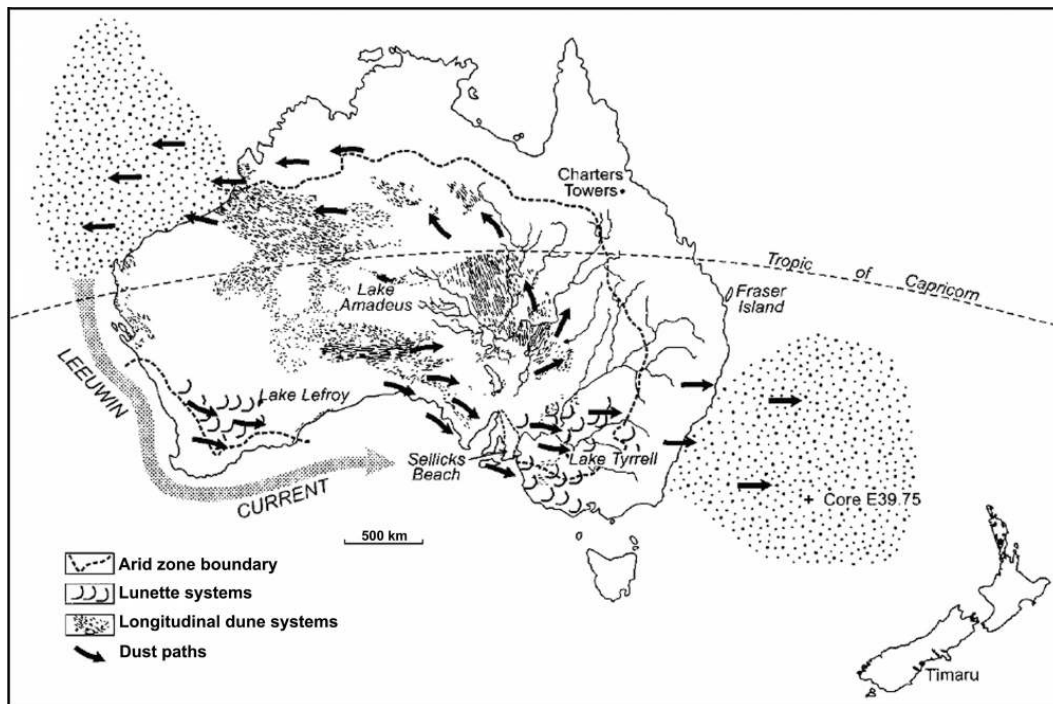 Charters
Towers
Tropic of Capricorn
Lake
Amadeus
Fraser
Island
LEEUWIN
Lake Lefroy
Sellicks
Beach
Lake Tyrrell
CURRENT
Core E39.75
500 km
Arid zone boundary
Lunette systems
Longitudinal dune systems
Dust paths
Timaru